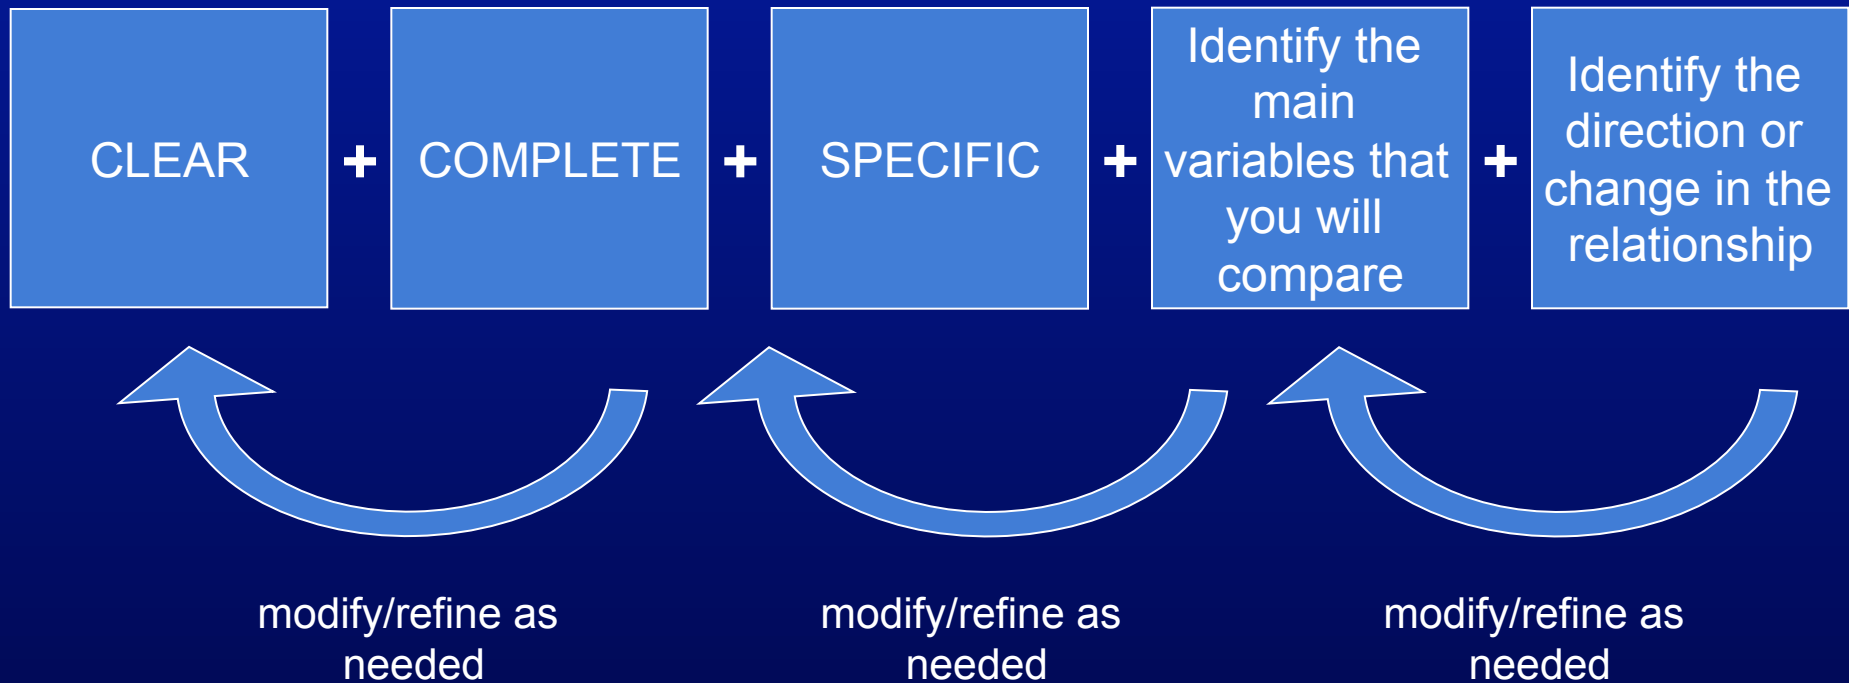 CLEAR
+
COMPLETE
+
SPECIFIC
+
Identify the
main
variables that
you will
compare
+
Identify the
direction or
change in the
relationship
modify/refine as
needed
modify/refine as
needed
modify/refine as
needed